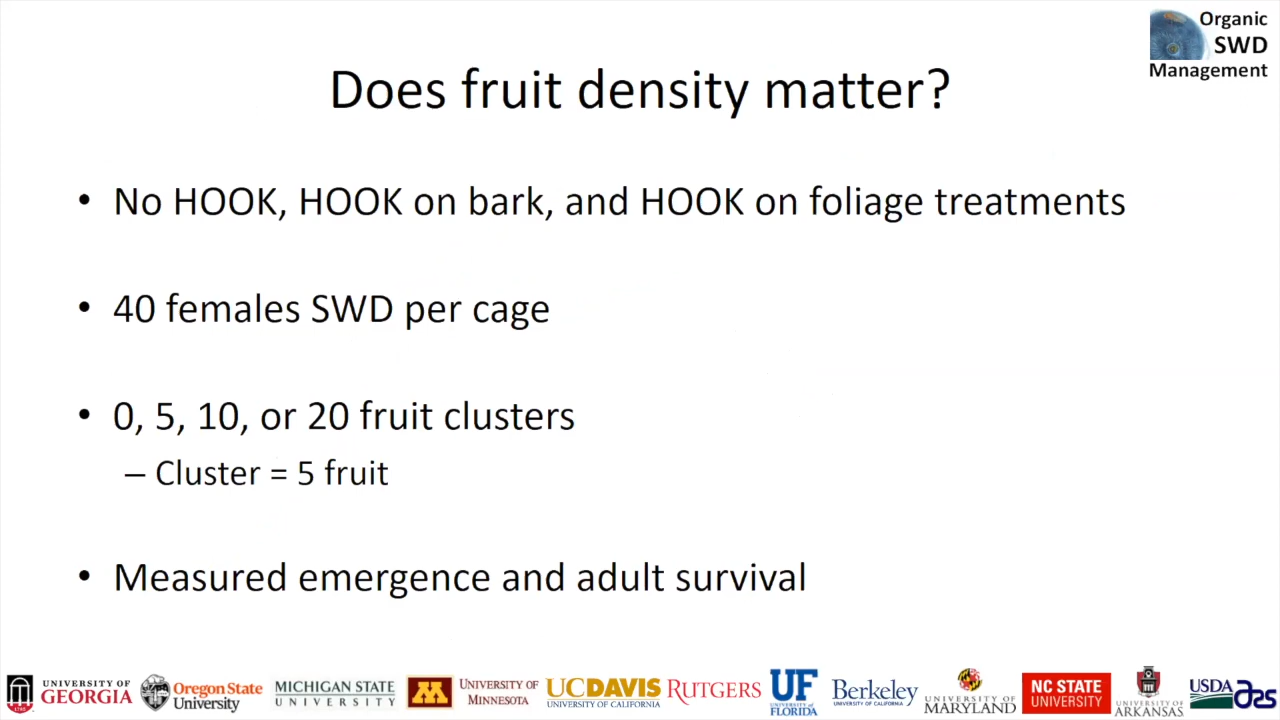 Organic
SWD
Management
Does fruit density matter?
• No HOOK, HOOK on bark, and HOOK on foliage treatments
• 40 females SWD per cage
• 0, 5, 10, or 20 fruit clusters
– Cluster = 5 fruit
• Measured emergence and adult survival
UNIVERSITY OF
GEORGIA
1785
Oregon State
University
MICHIGAN STATE
UNIVERSITY
M
UNIVERSITY OF
MINNESOTA
UCDAVIS
UNIVERSITY OF CALIFORNIA
RUTGERS
UF
UNIVERSITY of
FLORIDA
Berkeley
UNIVERSITY OF CALIFORNIA
UNIVERSITY OF
MARYLAND
NC STATE
UNIVERSITY
UNIVERSITY OF
ARKANSAS
USDA
ars